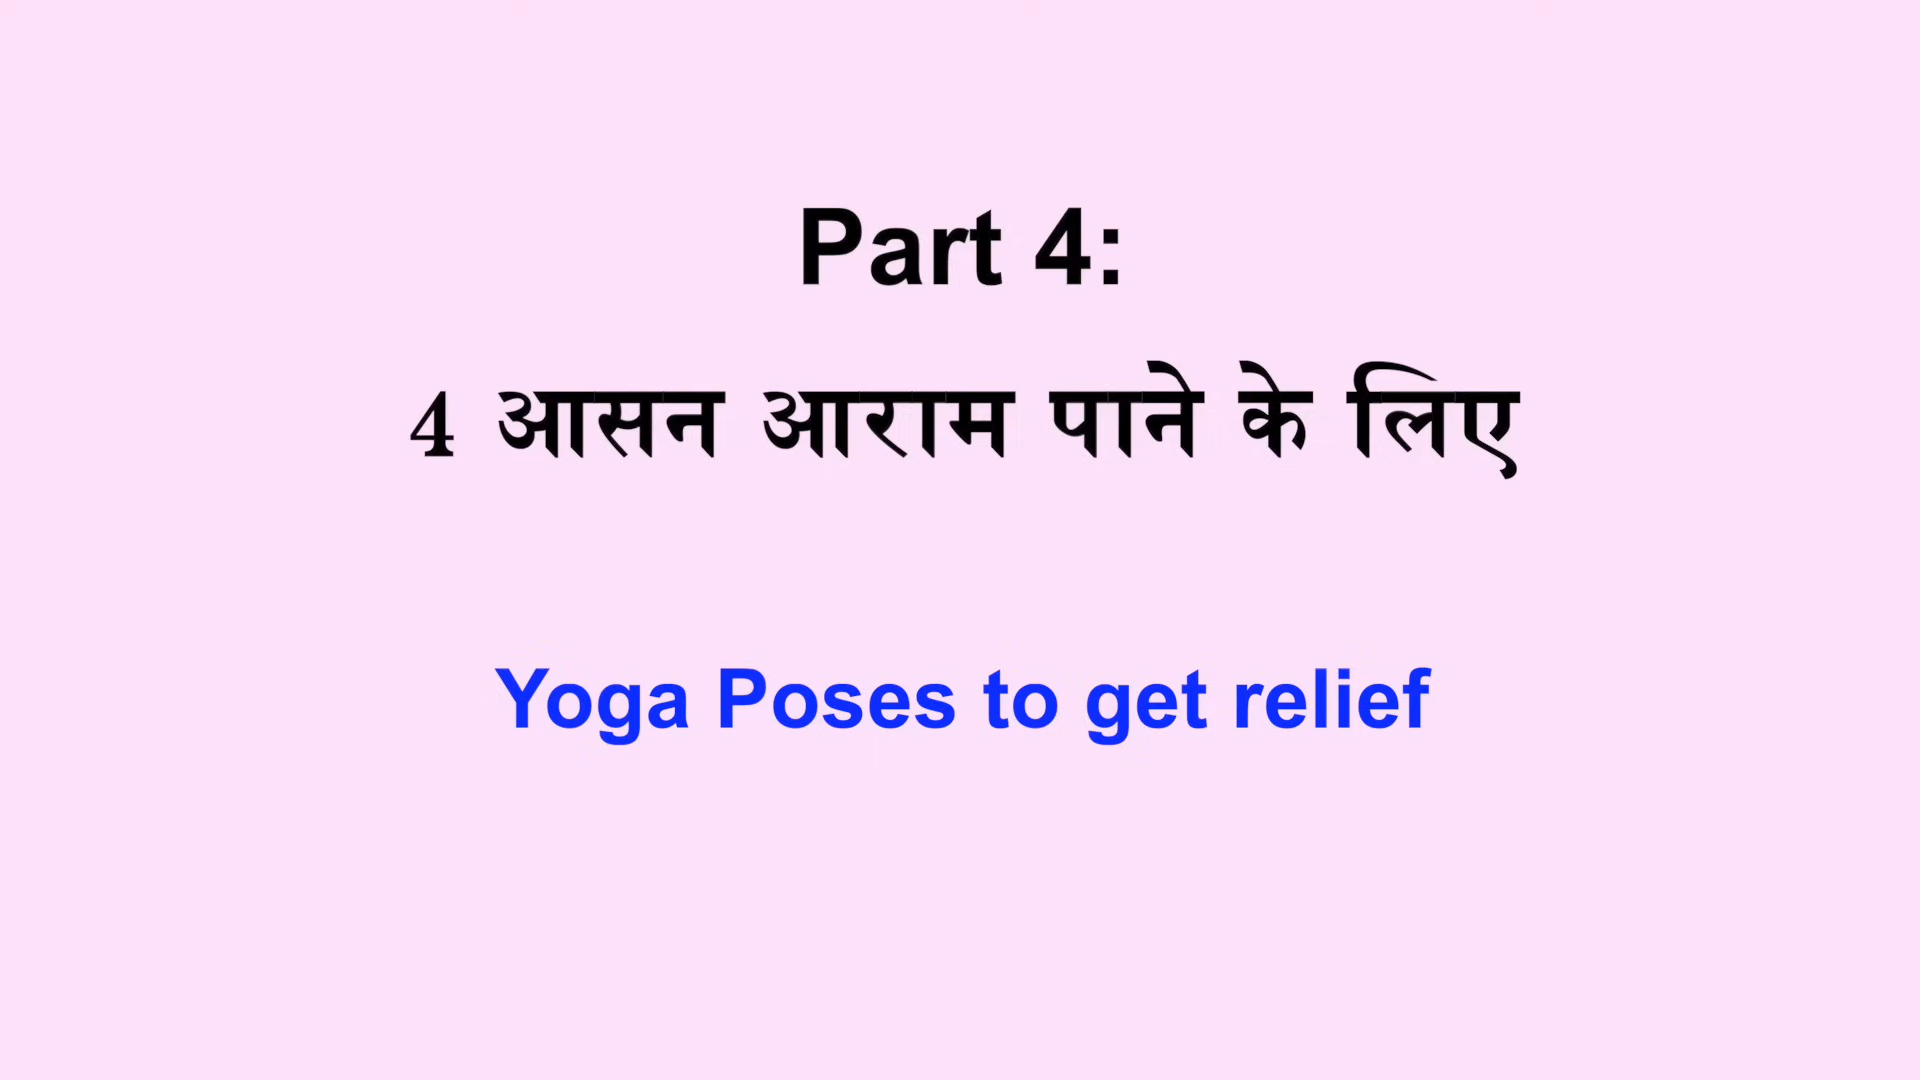 Part 4:
4 आसन आराम पाने के लिए
Yoga Poses to get relief